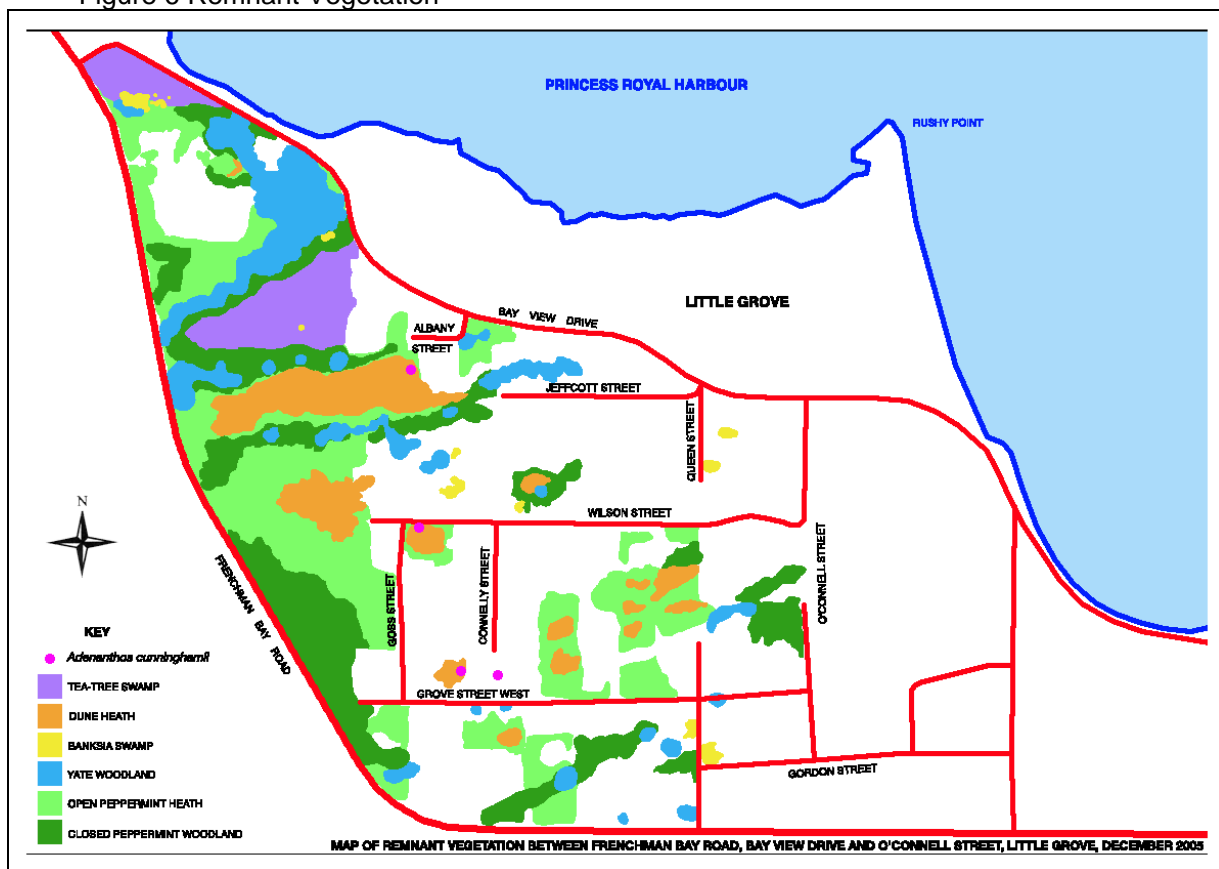 Figure 6 Remnant Vegetation
PRINCESS ROYAL HARBOUR
RUSHY POINT
LITTLE GROVE
BAY VIEW DRIVE
ALBANY
STREET
JEFFCOTT STREET
QUEEN STREET
WILSON STREET
N
FRENCHMAN BAY ROAD
GOBS STREET
CONNELLY STREET
O'CONNELL STREET
GROVE STREET WEST
GORDON STREET
KEY
Adenanthos cunninghamii
TEA-TREE SWAMP
DUNE HEATH
BANKSIA SWAMP
YATE WOODLAND
OPEN PEPPERMINT HEATH
CLOSED PEPPERMINT WOODLAND
MAP OF REMNANT VEGETATION BETWEEN FRENCHMAN BAY ROAD, BAY VIEW DRIVE AND O'CONNELL STREET, LITTLE GROVE, DECEMBER 2005